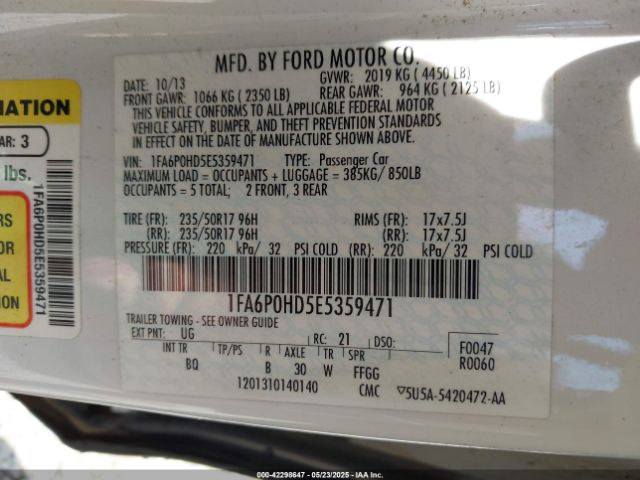 MFD. BY FORD MOTOR CO.
DATE: 10/13 GVWR: 2019 KG ( 4450 LB)
FRONT GAWR: 1066 KG ( 2350 LB) REAR GAWR: 964 KG ( 2125 LB)
THIS VEHICLE CONFORMS TO ALL APPLICABLE FEDERAL MOTOR
VEHICLE SAFETY, BUMPER, AND THEFT PREVENTION STANDARDS
IN EFFECT ON THE DATE OF MANUFACTURE SHOWN ABOVE.
VIN: 1FA6P0HD5E5359471 TYPE: Passenger Car
MAXIMUM LOAD = OCCUPANTS + LUGGAGE = 385KG/ 850LB
OCCUPANTS = 5 TOTAL; 2 FRONT, 3 REAR
TIRE (FR): 235/50R17 96H RIMS (FR): 17x7.5J
(RR): 235/50R17 96H (RR): 17x7.5J
PRESSURE (FR): 220 kPa/ 32 PSI COLD (RR): 220 kPa/ 32 PSI COLD
1FA6P0HD5E5359471
TRAILER TOWING - SEE OWNER GUIDE
EXT PNT: UG RC: 21 DSO:
INT TR TP/PS R AXLE TR SPR
BQ B 30 W FFGG
F0047
R0060
1201310140140 CMC 5U5A-5420472-AA
MATION
AR: 3
lbs.
1FA6P0HD5E5359471
RS
OR
AL
TION
000-42298647 - 05/23/2025 - IAA Holdings, LLC. Copyright